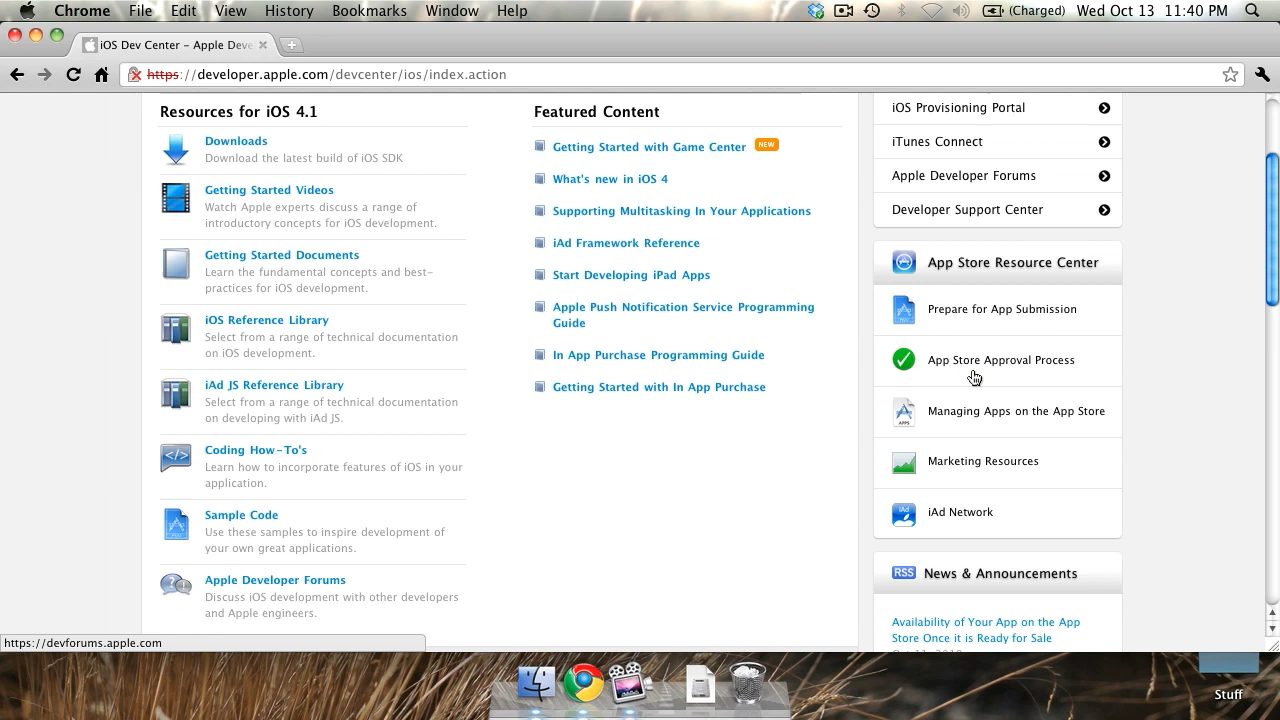 Chrome File Edit View History Bookmarks Window Help (Charged) Wed Oct 13 11:40 PM
iOS Dev Center – Apple Deve
https://developer.apple.com/devcenter/ios/index.action
Resources for iOS 4.1
Downloads
Download the latest build of iOS SDK
Getting Started Videos
Watch Apple experts discuss a range of
introductory concepts for iOS development.
Getting Started Documents
Learn the fundamental concepts and best-
practices for iOS development.
iOS Reference Library
Select from a range of technical documentation
on iOS development.
iAd JS Reference Library
Select from a range of technical documentation
on developing with iAd JS.
Coding How-To's
Learn how to incorporate features of iOS in your
application.
Sample Code
Use these samples to inspire development of
your own great applications.
Apple Developer Forums
Discuss iOS development with other developers
and Apple engineers.
Featured Content
Getting Started with Game Center NEW
What's new in iOS 4
Supporting Multitasking In Your Applications
iAd Framework Reference
Start Developing iPad Apps
Apple Push Notification Service Programming
Guide
In App Purchase Programming Guide
Getting Started with In App Purchase
iOS Provisioning Portal
iTunes Connect
Apple Developer Forums
Developer Support Center
App Store Resource Center
Prepare for App Submission
App Store Approval Process
APPS
Managing Apps on the App Store
Marketing Resources
iAd
iAd Network
RSS News & Announcements
Availability of Your App on the App
Store Once it is Ready for Sale
https://devforums.apple.com
Stuff